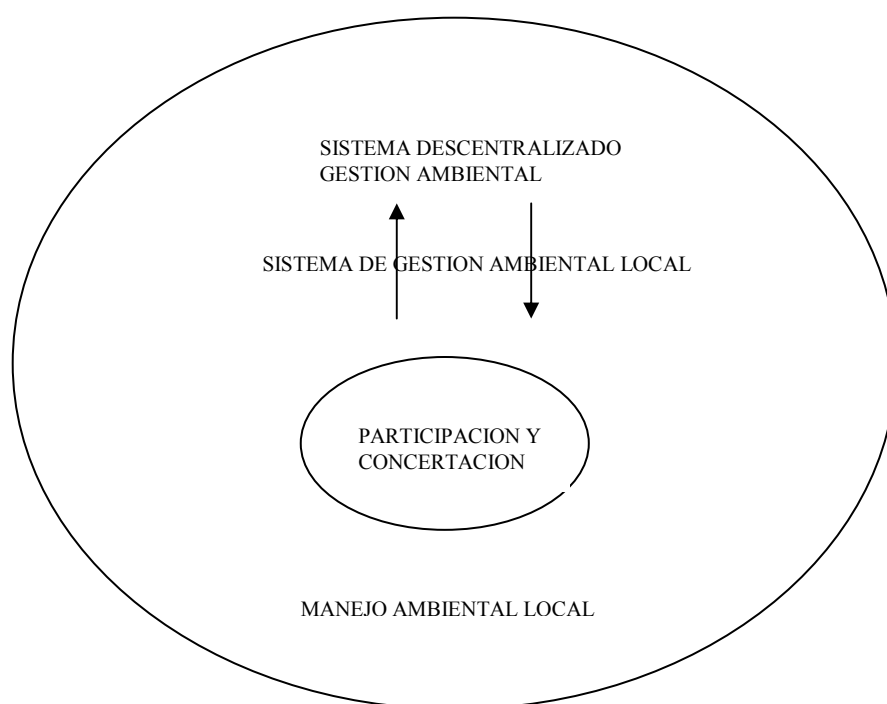 SISTEMA DESCENTRALIZADO
GESTION AMBIENTAL
SISTEMA DE GESTION AMBIENTAL LOCAL
PARTICIPACION Y
CONCERTACION
MANEJO AMBIENTAL LOCAL